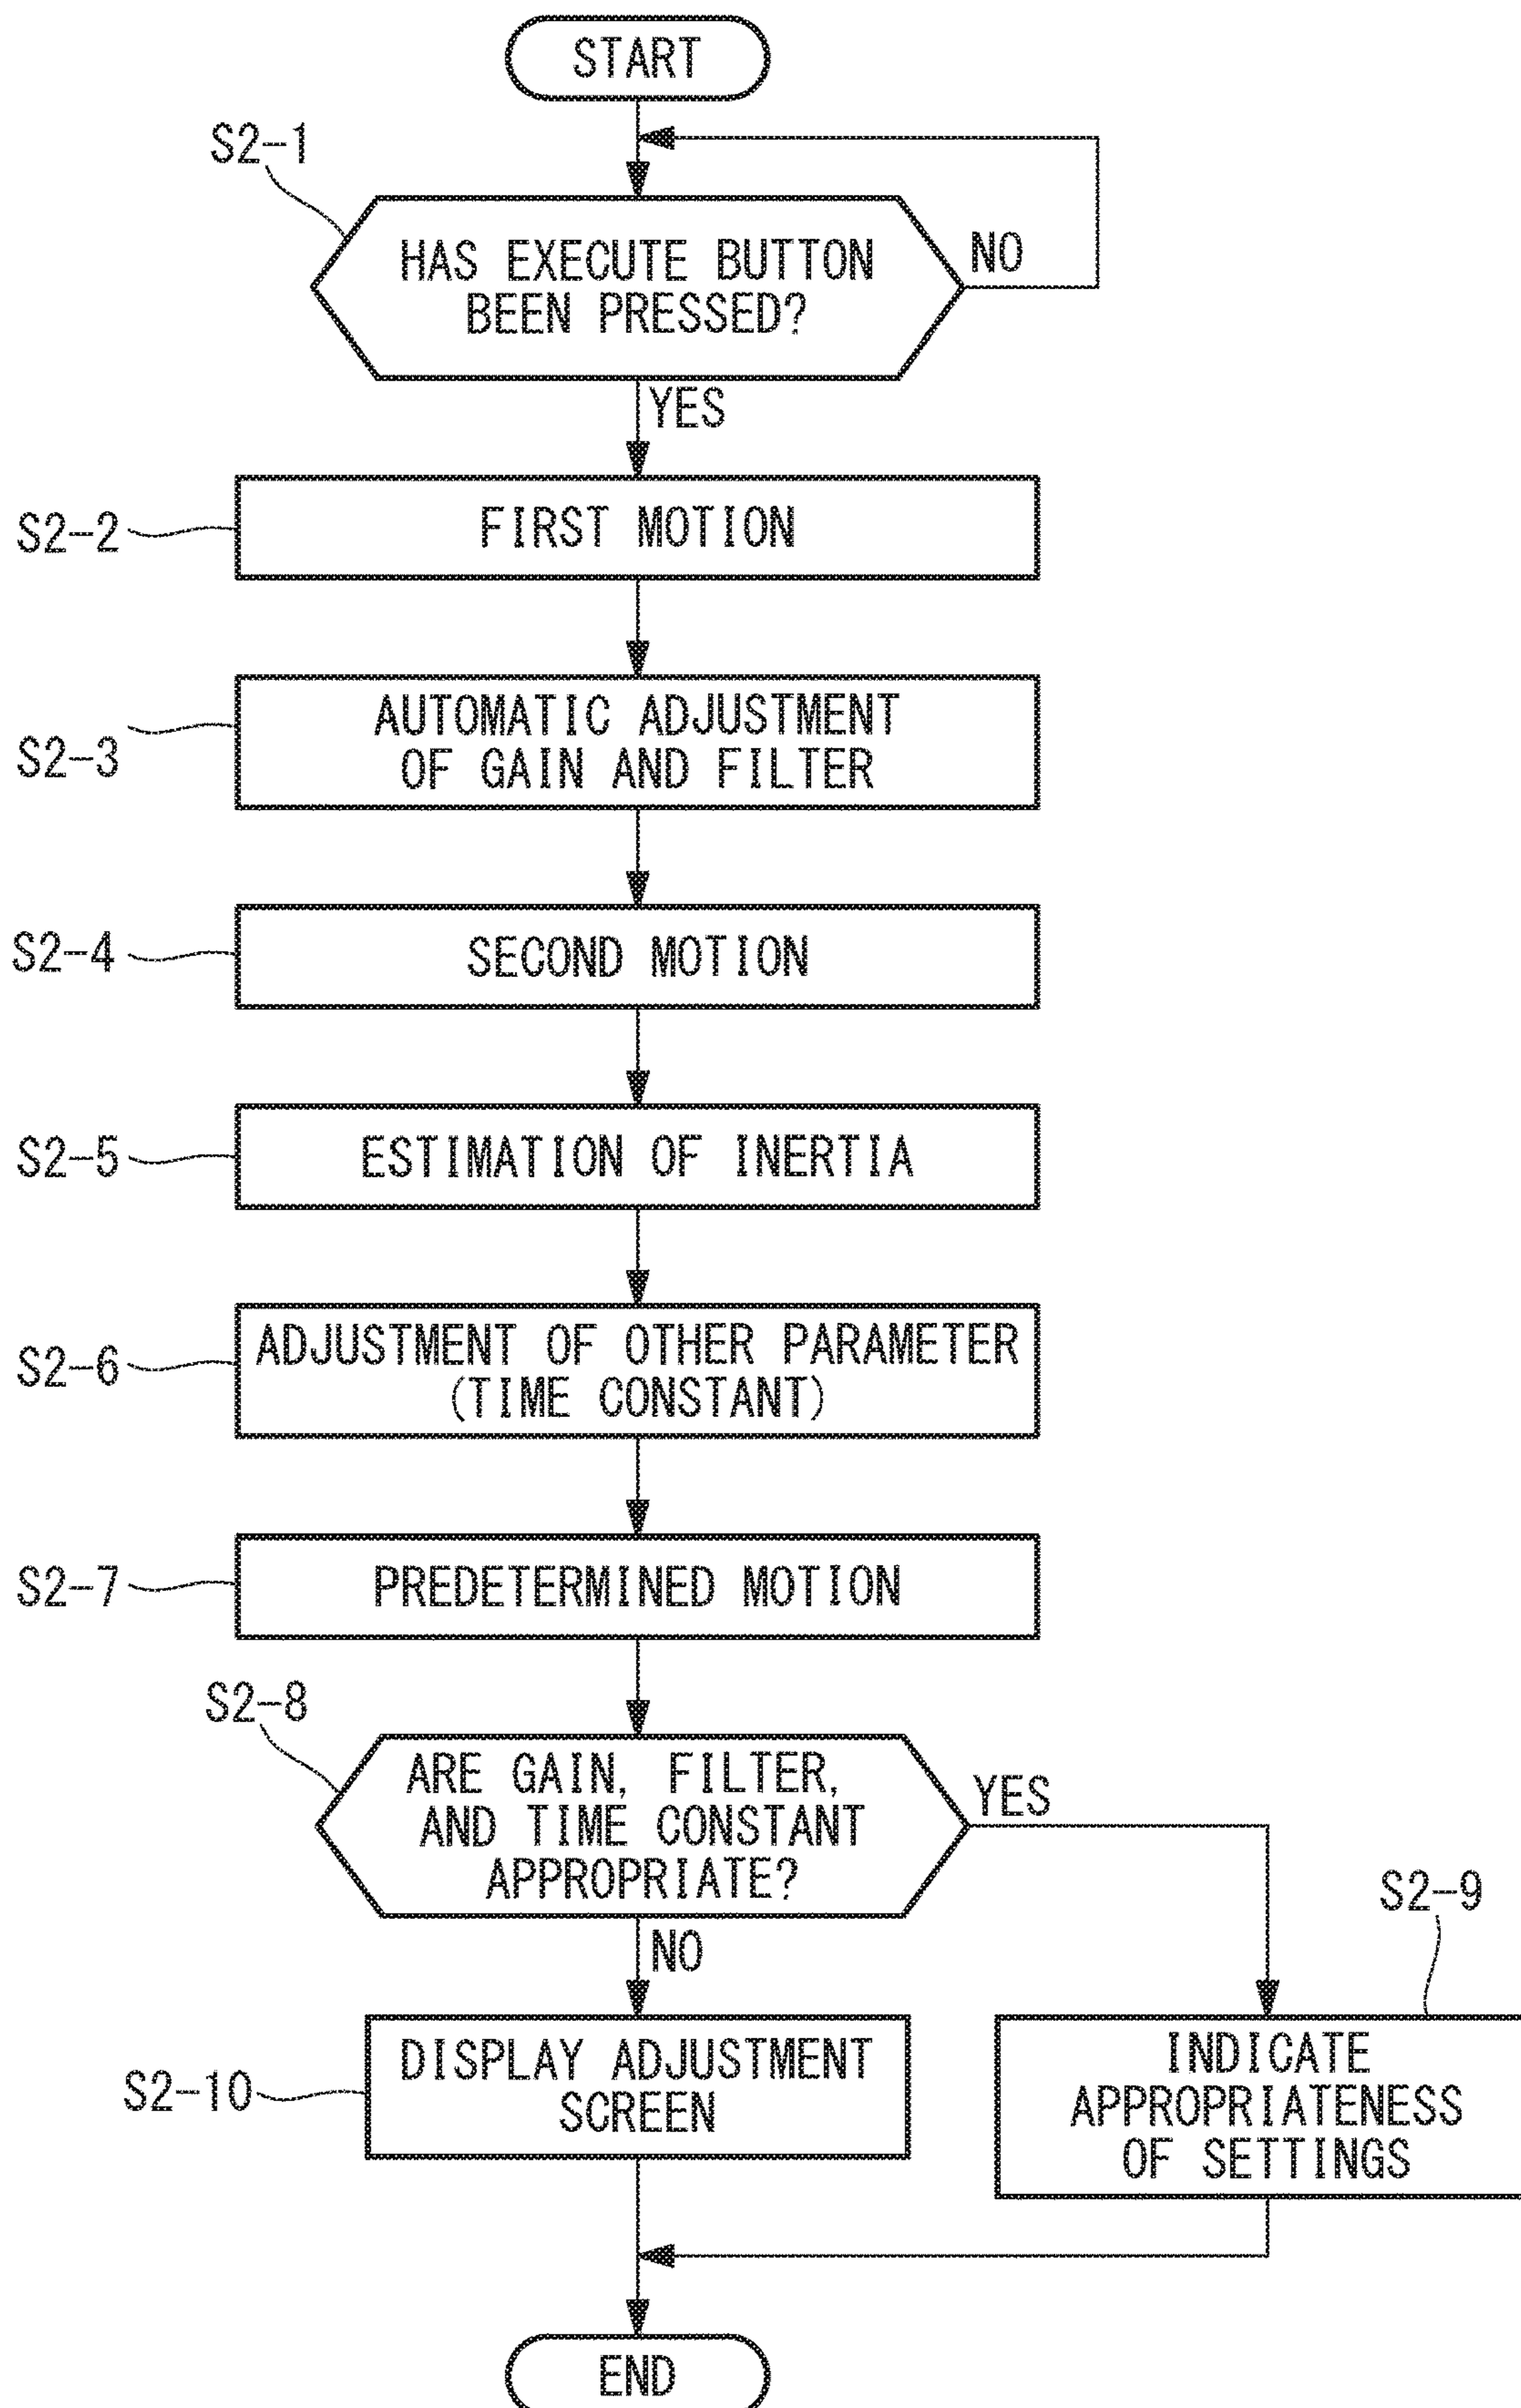 START
S2-1
HAS EXECUTE BUTTON
BEEN PRESSED?
NO
YES
S2-2
FIRST MOTION
S2-3
AUTOMATIC ADJUSTMENT
OF GAIN AND FILTER
S2-4
SECOND MOTION
S2-5
ESTIMATION OF INERTIA
S2-6
ADJUSTMENT OF OTHER PARAMETER
(TIME CONSTANT)
S2-7
PREDETERMINED MOTION
S2-8
ARE GAIN, FILTER,
AND TIME CONSTANT
APPROPRIATE?
YES
NO
S2-9
INDICATE
APPROPRIATENESS
OF SETTINGS
S2-10
DISPLAY ADJUSTMENT
SCREEN
END